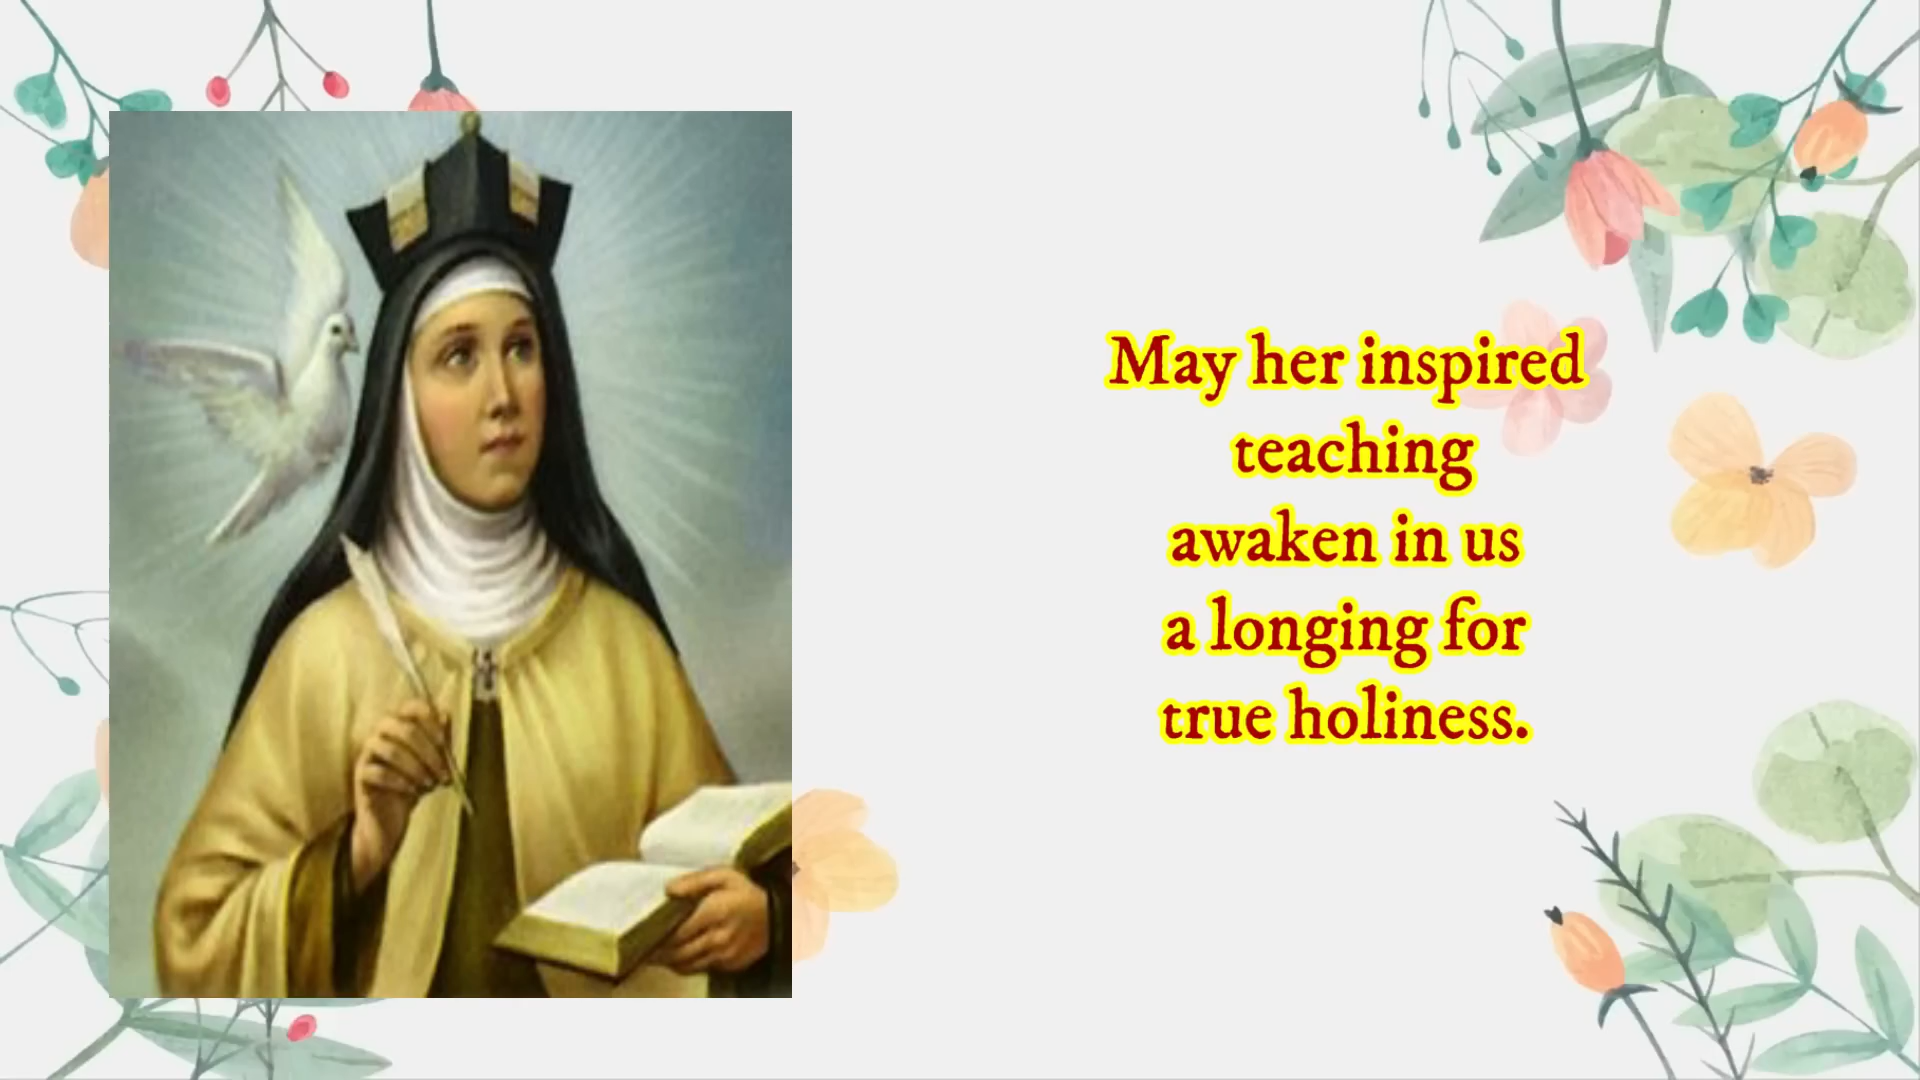 May her inspired
teaching
awaken in us
a longing for
true holiness.